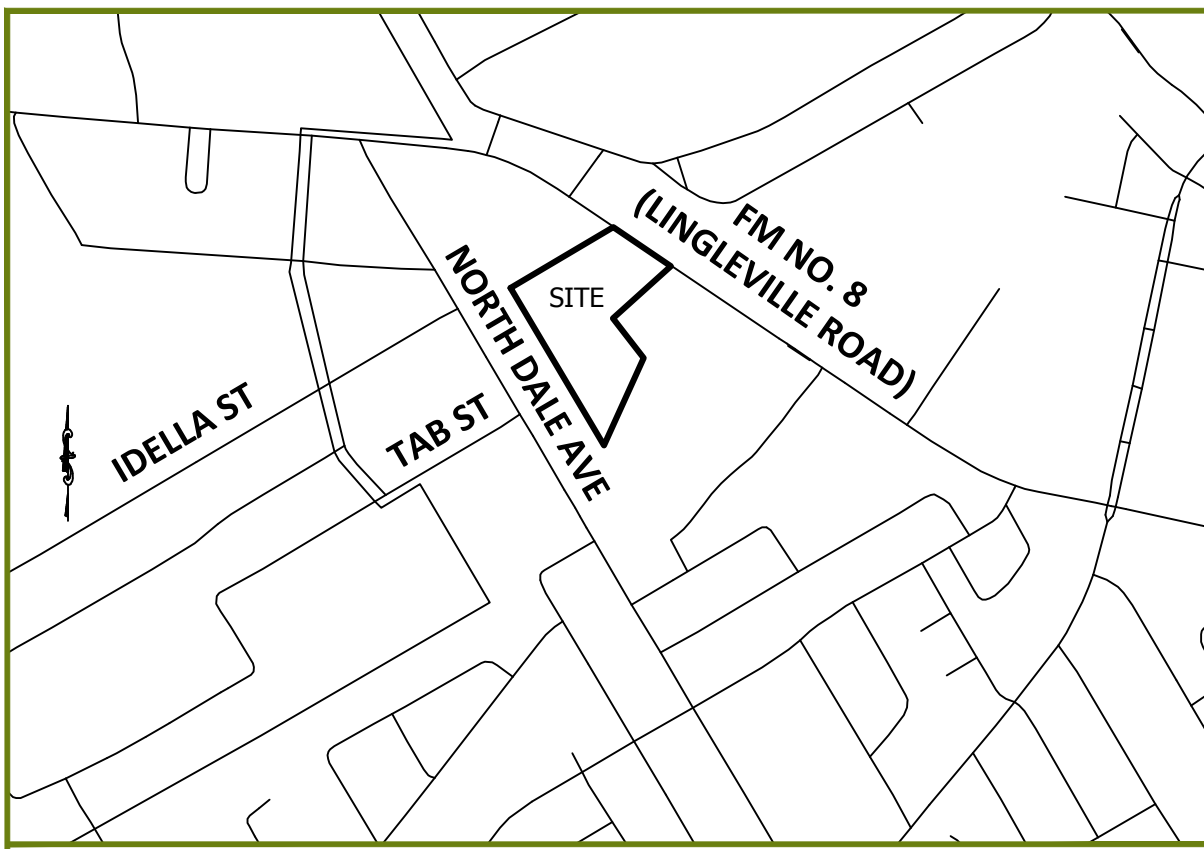 FM NO. 8
(LINGLEVILLE ROAD)
SITE
NORTH DALE AVE
IDELLA ST
TAB ST